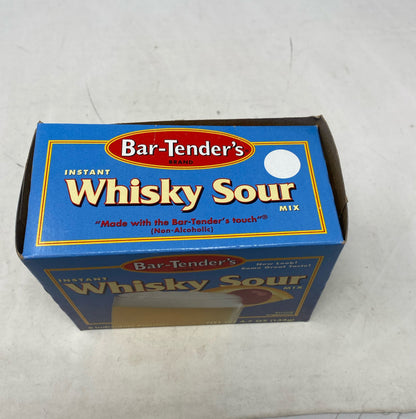 Bar-Tender's
BRAND
INSTANT
Whisky Sour
MIX
"Made with the Bar-Tender's touch"®
(Non-Alcoholic)
Bar-Tender's
New Look!
Same Great Taste!
INSTANT
Whisky Sour
MIX